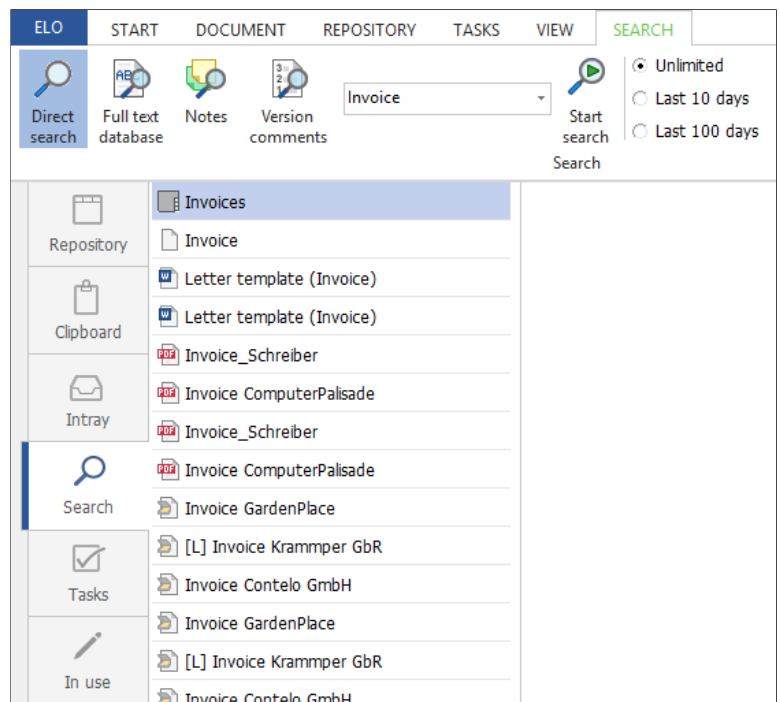 ELO START DOCUMENT REPOSITORY TASKS VIEW SEARCH
Direct search
Full text database
Notes
Version comments
Invoice
Start search
Unlimited
Last 10 days
Last 100 days
Search
Repository
Clipboard
Intray
Search
Tasks
In use
Invoices
Invoice
Letter template (Invoice)
Letter template (Invoice)
Invoice_Schreiber
Invoice ComputerPalisade
Invoice_Schreiber
Invoice ComputerPalisade
Invoice GardenPlace
[L] Invoice Krammper GbR
Invoice Contelo GmbH
Invoice GardenPlace
[L] Invoice Krammper GbR
Invoice Contelo GmbH